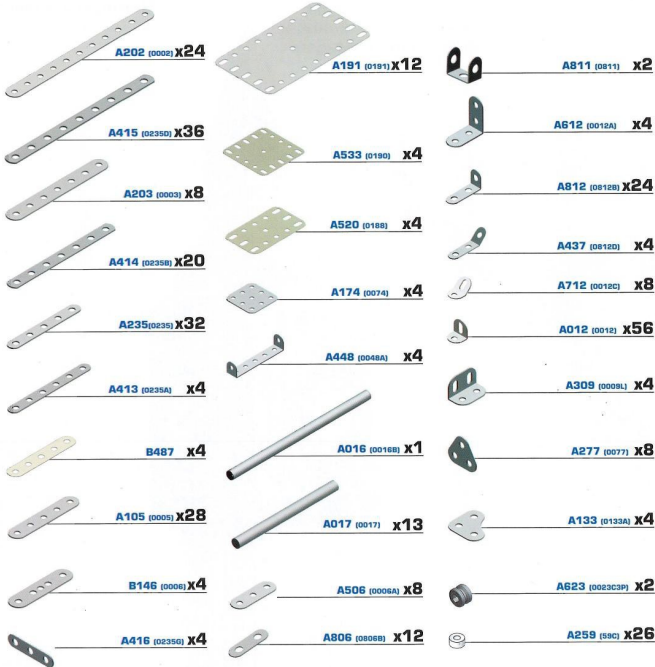 A202 (0002) x24
A415 (0235D) x36
A203 (0003) x8
A414 (0235B) x20
A235(0235) x32
A413 (0235A) x4
B487 x4
A105 (0005) x28
B146 (0006) x4
A416 (0235G) x4
A191 (0191) x12
A533 (0190) x4
A520 (0188) x4
A174 (0074) x4
A448 (0048A) x4
A016 (0016B) x1
A017 (0017) x13
A506 (0006A) x8
A806 (0806B) x12
A811 (0811) x2
A612 (0012A) x4
A812 (0812B) x24
A437 (0812D) x4
A712 (0012C) x8
A012 (0012) x56
A309 (0009L) x4
A277 (0077) x8
A133 (0133A) x4
A623 (0023C3P) x2
A259 (59C) x26